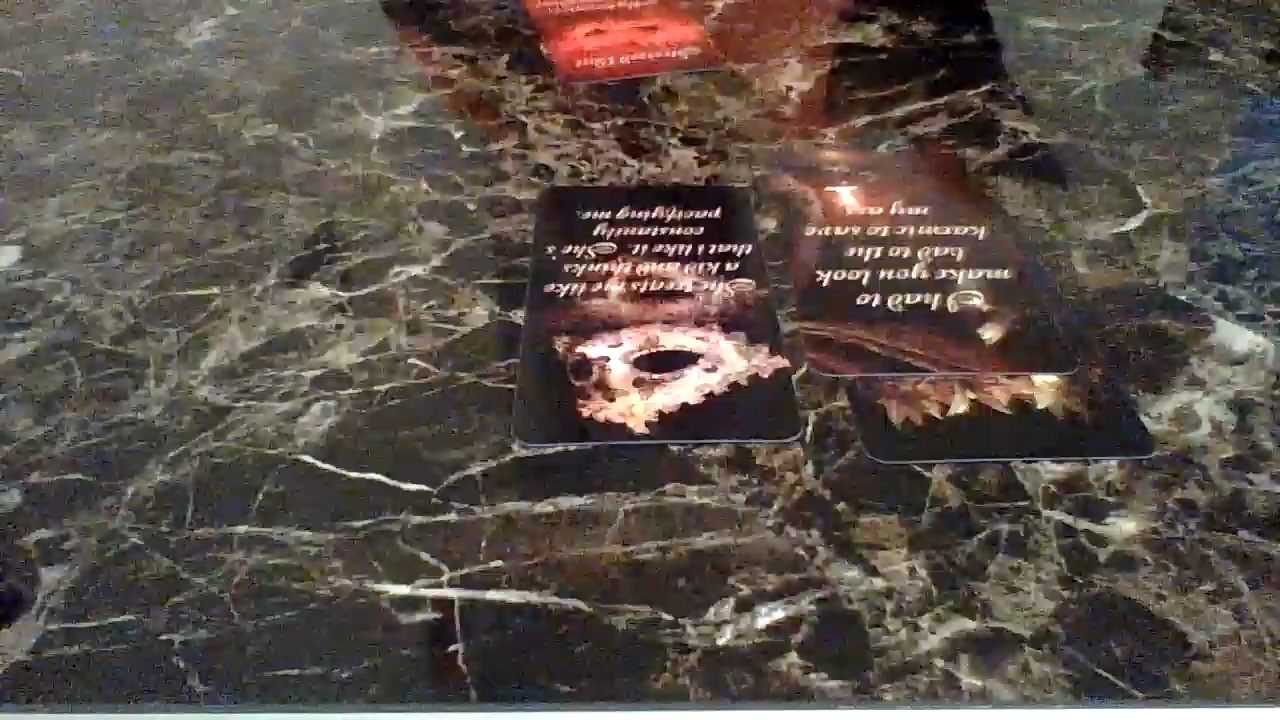 She treats me like
a kid and thinks
that I like it. She's
constantly
pacifying me.
I had to
make you look
bad to the
karmic to save
my ass.